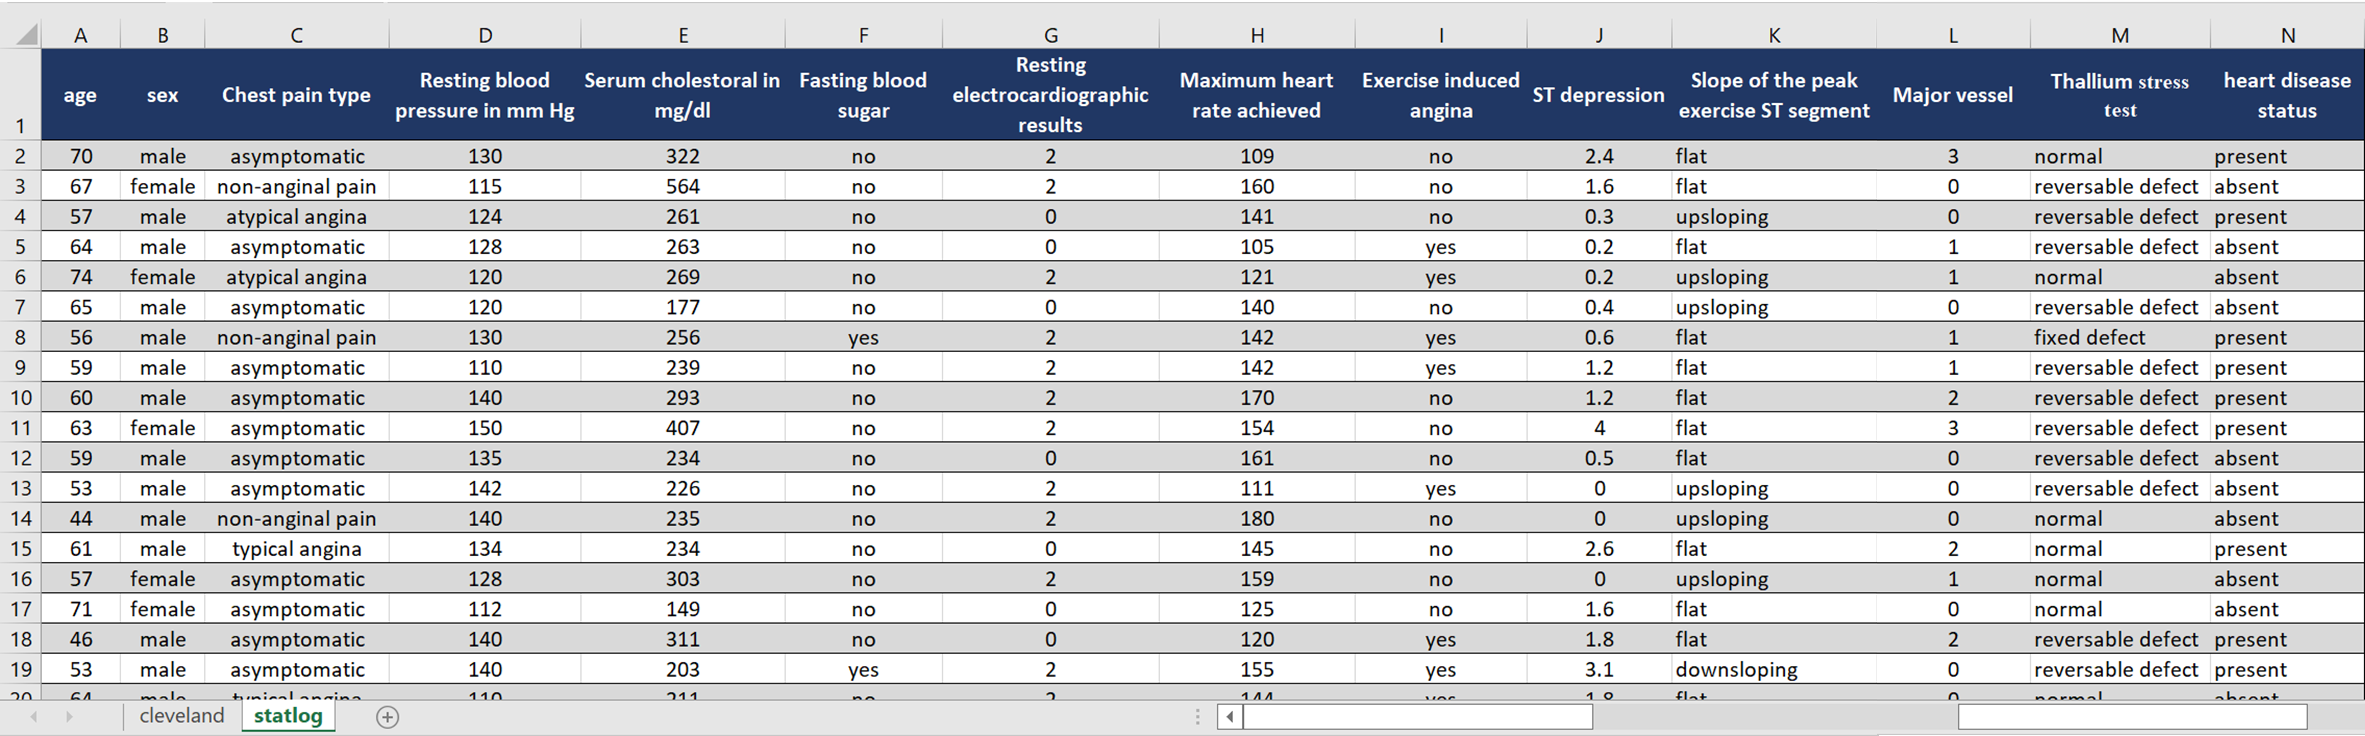 A B C D E F G H I J K L M N
1 age sex Chest pain type Resting blood pressure in mm Hg Serum cholestoral in mg/dl Fasting blood sugar Resting electrocardiographic results Maximum heart rate achieved Exercise induced angina ST depression Slope of the peak exercise ST segment Major vessel Thallium stress test heart disease status
2 70 male asymptomatic 130 322 no 2 109 no 2.4 flat 3 normal present
3 67 female non-anginal pain 115 564 no 2 160 no 1.6 flat 0 reversable defect absent
4 57 male atypical angina 124 261 no 0 141 no 0.3 upsloping 0 reversable defect present
5 64 male asymptomatic 128 263 no 0 105 yes 0.2 flat 1 reversable defect absent
6 74 female atypical angina 120 269 no 2 121 yes 0.2 upsloping 1 normal absent
7 65 male asymptomatic 120 177 no 0 140 no 0.4 upsloping 0 reversable defect absent
8 56 male non-anginal pain 130 256 yes 2 142 yes 0.6 flat 1 fixed defect present
9 59 male asymptomatic 110 239 no 2 142 yes 1.2 flat 1 reversable defect present
10 60 male asymptomatic 140 293 no 2 170 no 1.2 flat 2 reversable defect present
11 63 female asymptomatic 150 407 no 2 154 no 4 flat 3 reversable defect present
12 59 male asymptomatic 135 234 no 0 161 no 0.5 flat 0 reversable defect absent
13 53 male asymptomatic 142 226 no 2 111 yes 0 upsloping 0 reversable defect absent
14 44 male non-anginal pain 140 235 no 2 180 no 0 upsloping 0 normal absent
15 61 male typical angina 134 234 no 0 145 no 2.6 flat 2 normal present
16 57 female asymptomatic 128 303 no 2 159 no 0 upsloping 1 normal absent
17 71 female asymptomatic 112 149 no 0 125 no 1.6 flat 0 normal absent
18 46 male asymptomatic 140 311 no 0 120 yes 1.8 flat 2 reversable defect present
19 53 male asymptomatic 140 203 yes 2 155 yes 3.1 downsloping 0 reversable defect present
20 64 male typical angina 110 211 no 2 144 yes 1.8 flat 0 normal absent
cleveland statlog